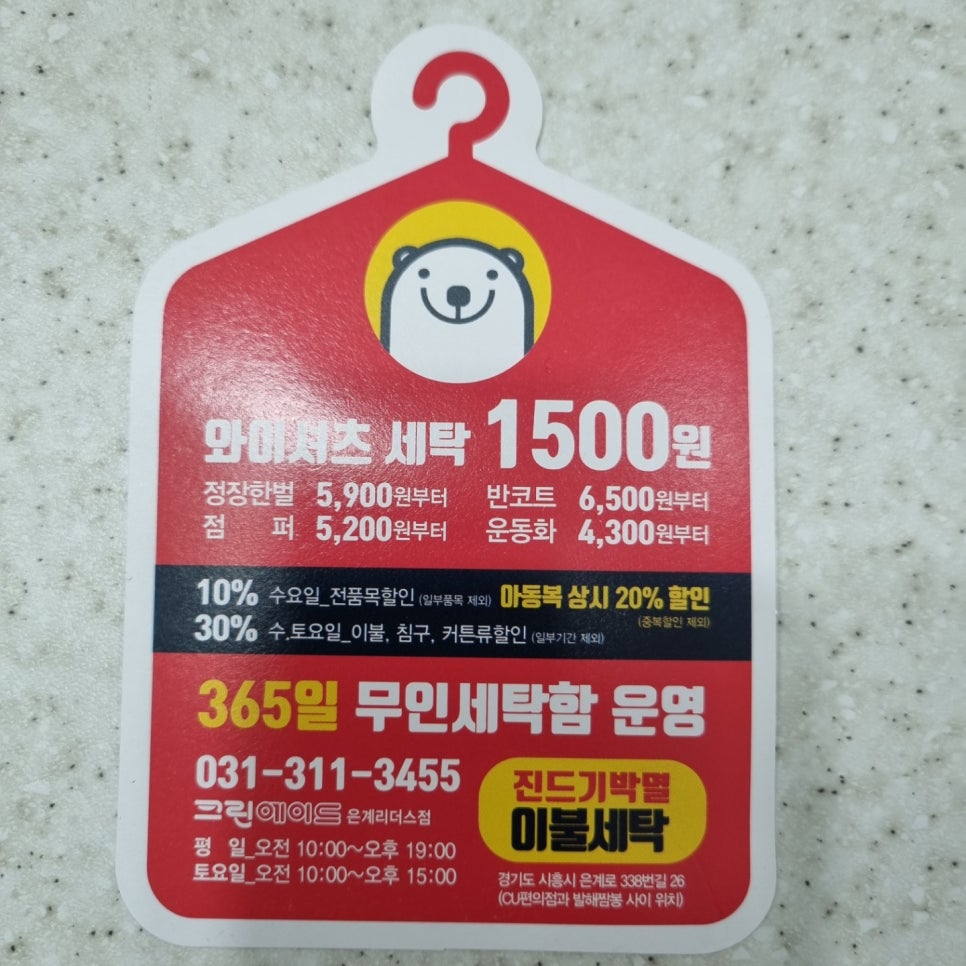 와이셔츠 세탁 1500원
정장한벌 5,900원부터 반코트 6,500원부터
점 퍼 5,200원부터 운동화 4,300원부터
10% 수요일_전품목할인 (일부품목 제외) 아동복 상시 20% 할인
(중복할인 제외)
30% 수.토요일_이불, 침구, 커튼류할인 (일부기간 제외)
365일 무인세탁함 운영
031-311-3455
크린에이드 은계리더스점
평 일_오전 10:00~오후 19:00
토요일_오전 10:00~오후 15:00
진드기박멸
이불세탁
경기도 시흥시 은계로 338번길 26
(CU편의점과 발해짬뽕 사이 위치)